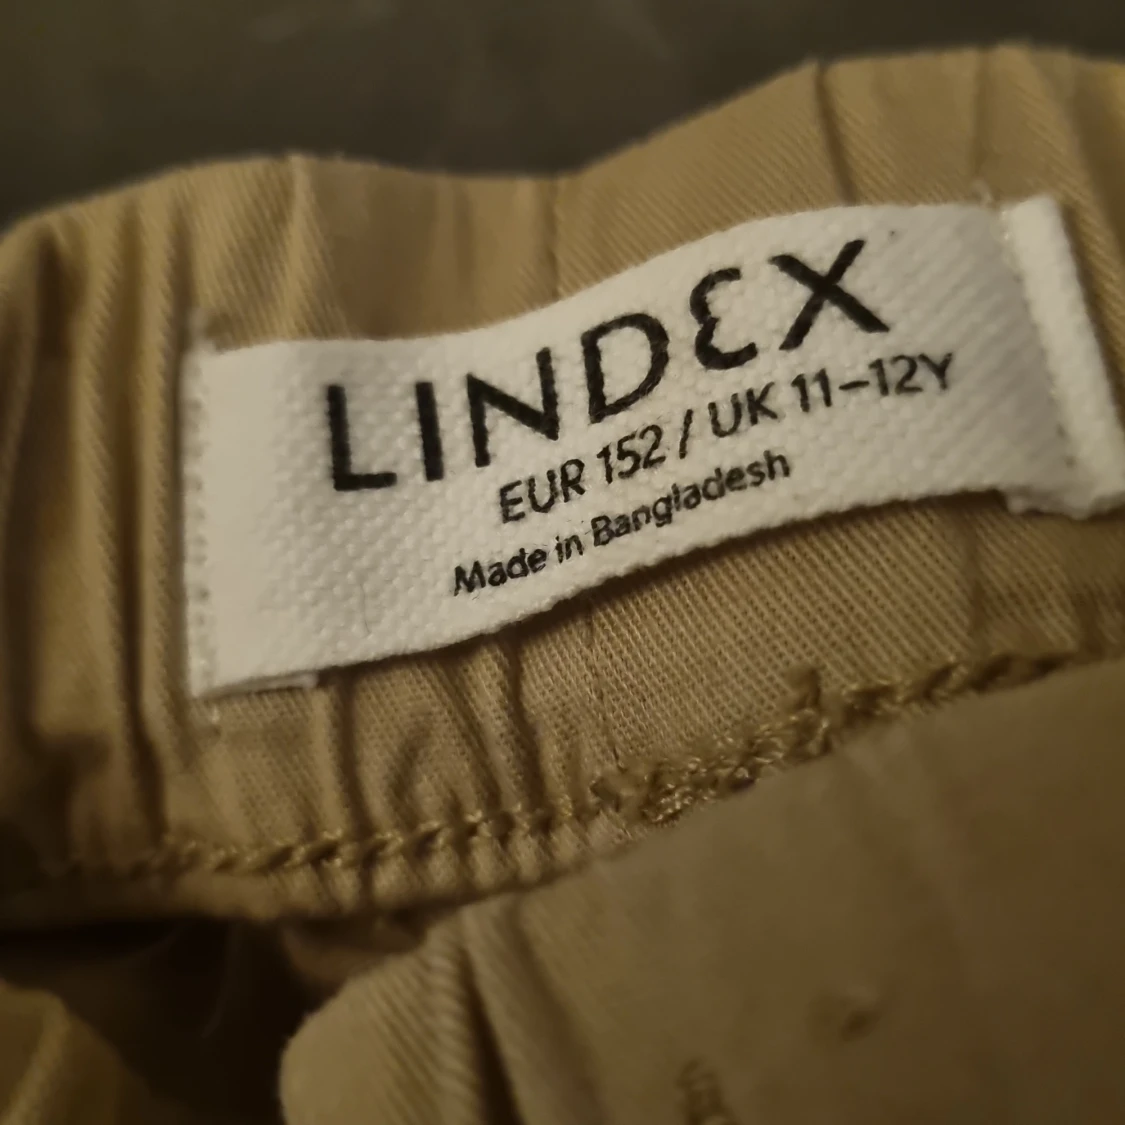 LINDEX
EUR 152 / UK 11–12Y
Made in Bangladesh